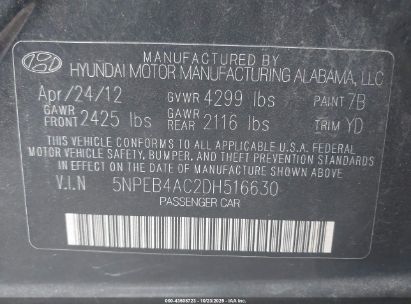 MANUFACTURED BY
HYUNDAI MOTOR MANUFACTURING ALABAMA, LLC
Apr/24/12 GVWR 4299 lbs PAINT 7B
GAWR FRONT 2425 lbs GAWR REAR 2116 lbs TRIM YD
THIS VEHICLE CONFORMS TO ALL APPLICABLE U.S.A. FEDERAL
MOTOR VEHICLE SAFETY, BUMPER, AND THEFT PREVENTION STANDARDS
IN EFFECT ON THE DATE OF MANUFACTURE SHOWN ABOVE.
V.I.N 5NPEB4AC2DH516630
PASSENGER CAR